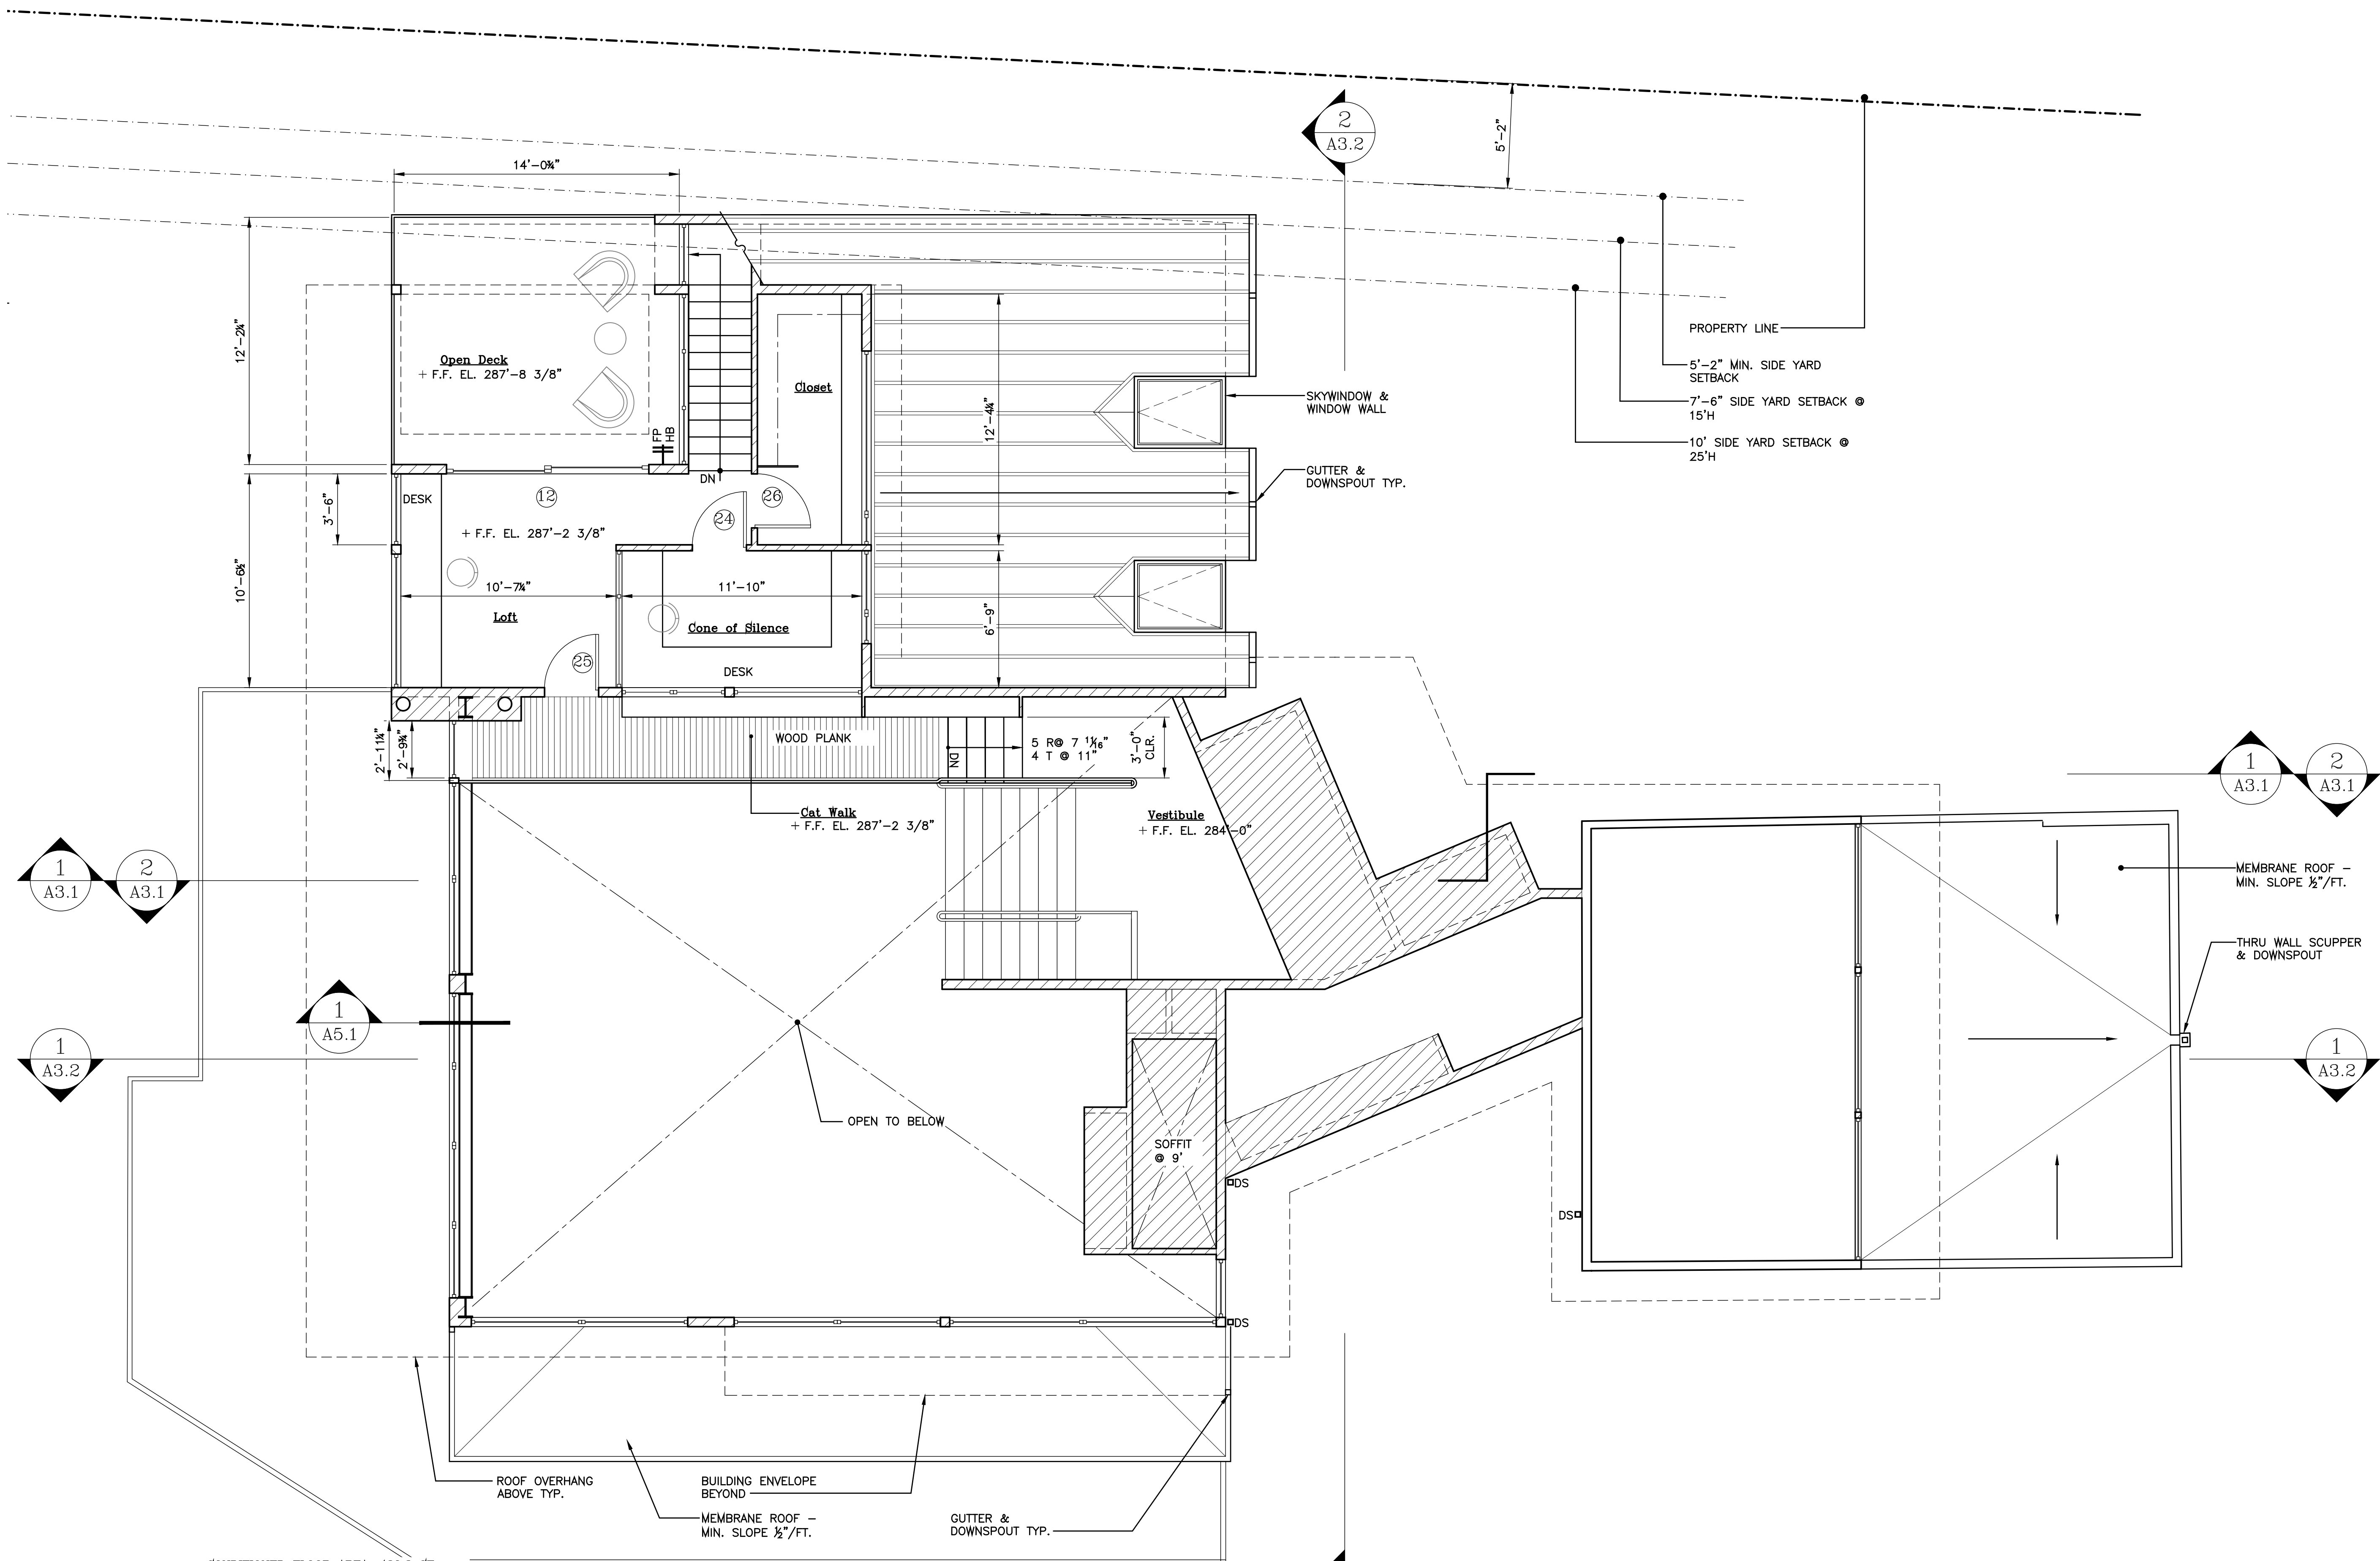 2
A3.2
5'-2"
14'-0¾"
12'-2¼"
Open Deck
+ F.F. EL. 287'-8 3/8"
Closet
FP
HB
12'-4¼"
SKYWINDOW &
WINDOW WALL
GUTTER &
DOWNSPOUT TYP.
PROPERTY LINE
5'-2" MIN. SIDE YARD
SETBACK
7'-6" SIDE YARD SETBACK @
15'H
10' SIDE YARD SETBACK @
25'H
DN
DESK
12
26
24
3'-6"
+ F.F. EL. 287'-2 3/8"
10'-6½"
10'-7¼"
11'-10"
6'-9"
Loft
Cone of Silence
25
DESK
2'-11¼"
2'-9¾"
WOOD PLANK
DN
5 R@ 7 11/16"
4 T @ 11"
3'-0"
CLR.
Cat Walk
+ F.F. EL. 287'-2 3/8"
Vestibule
+ F.F. EL. 284'-0"
1
A3.1
2
A3.1
1
A3.1
2
A3.1
MEMBRANE ROOF -
MIN. SLOPE ½"/FT.
THRU WALL SCUPPER
& DOWNSPOUT
1
A5.1
1
A3.2
1
A3.2
OPEN TO BELOW
SOFFIT
@ 9'
DS
DS
DS
ROOF OVERHANG
ABOVE TYP.
BUILDING ENVELOPE
BEYOND
MEMBRANE ROOF -
MIN. SLOPE ½"/FT.
GUTTER &
DOWNSPOUT TYP.